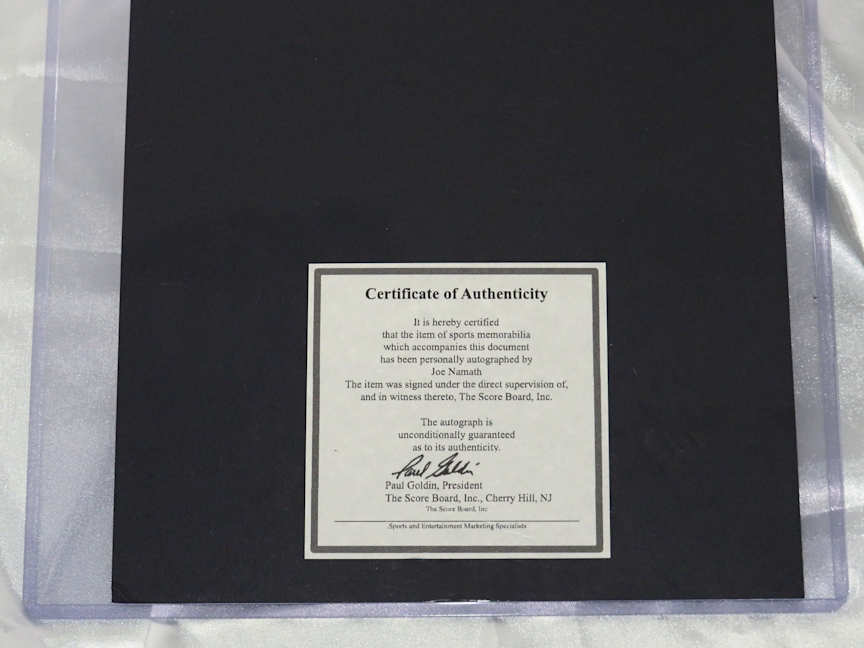 Certificate of Authenticity
It is hereby certified
that the item of sports memorabilia
which accompanies this document
has been personally autographed by
Joe Namath
The item was signed under the direct supervision of,
and in witness thereto, The Score Board, Inc.
The autograph is
unconditionally guaranteed
as to its authenticity.
Paul Goldin
Paul Goldin, President
The Score Board, Inc., Cherry Hill, NJ
The Score Board, Inc
Sports and Entertainment Marketing Specialists